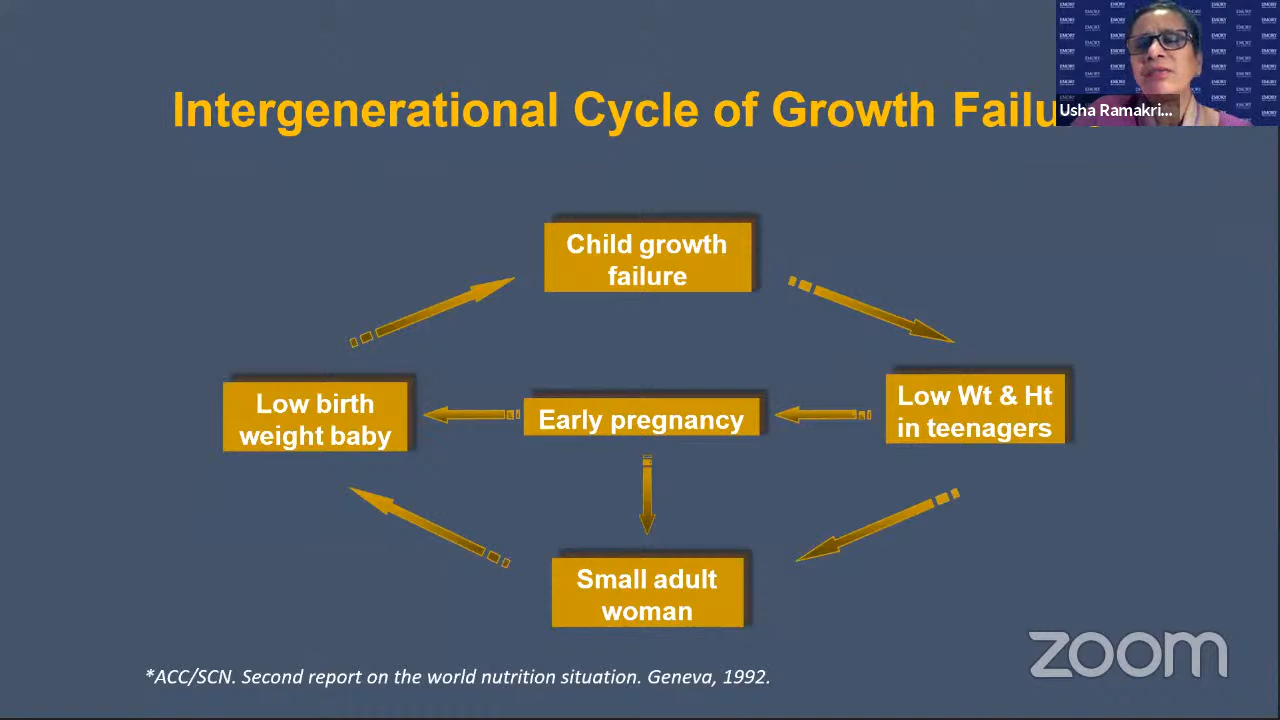 Intergenerational Cycle of Growth Failu
Usha Ramakri...
Child growth
failure
Low birth
weight baby
Early pregnancy
Low Wt & Ht
in teenagers
Small adult
woman
*ACC/SCN. Second report on the world nutrition situation. Geneva, 1992.
zoom